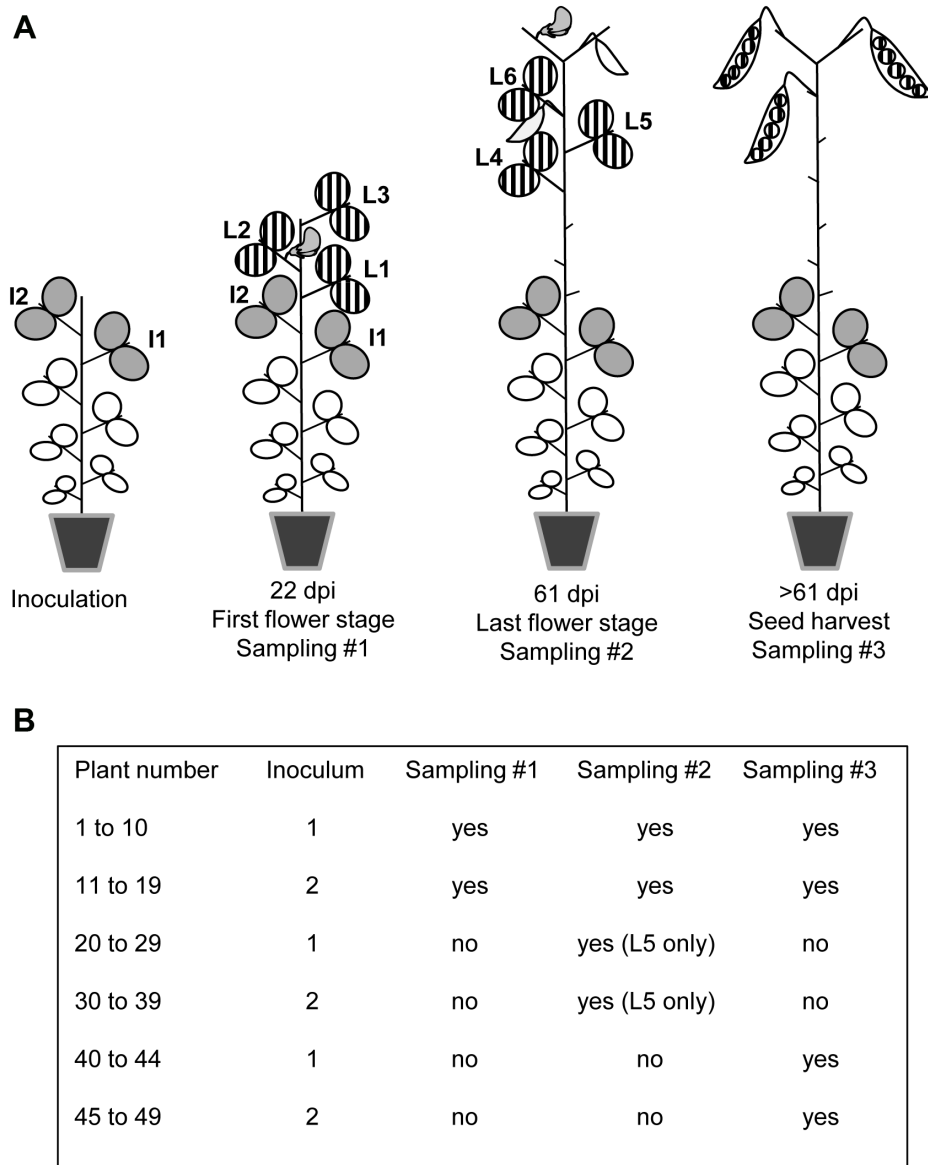 A
L6
L5
L4
L3
L2
L1
I2
I2
I1
I1
Inoculation
22 dpi
First flower stage
Sampling #1
61 dpi
Last flower stage
Sampling #2
>61 dpi
Seed harvest
Sampling #3
B
Plant number Inoculum Sampling #1 Sampling #2 Sampling #3
1 to 10 1 yes yes yes
11 to 19 2 yes yes yes
20 to 29 1 no yes (L5 only) no
30 to 39 2 no yes (L5 only) no
40 to 44 1 no no yes
45 to 49 2 no no yes